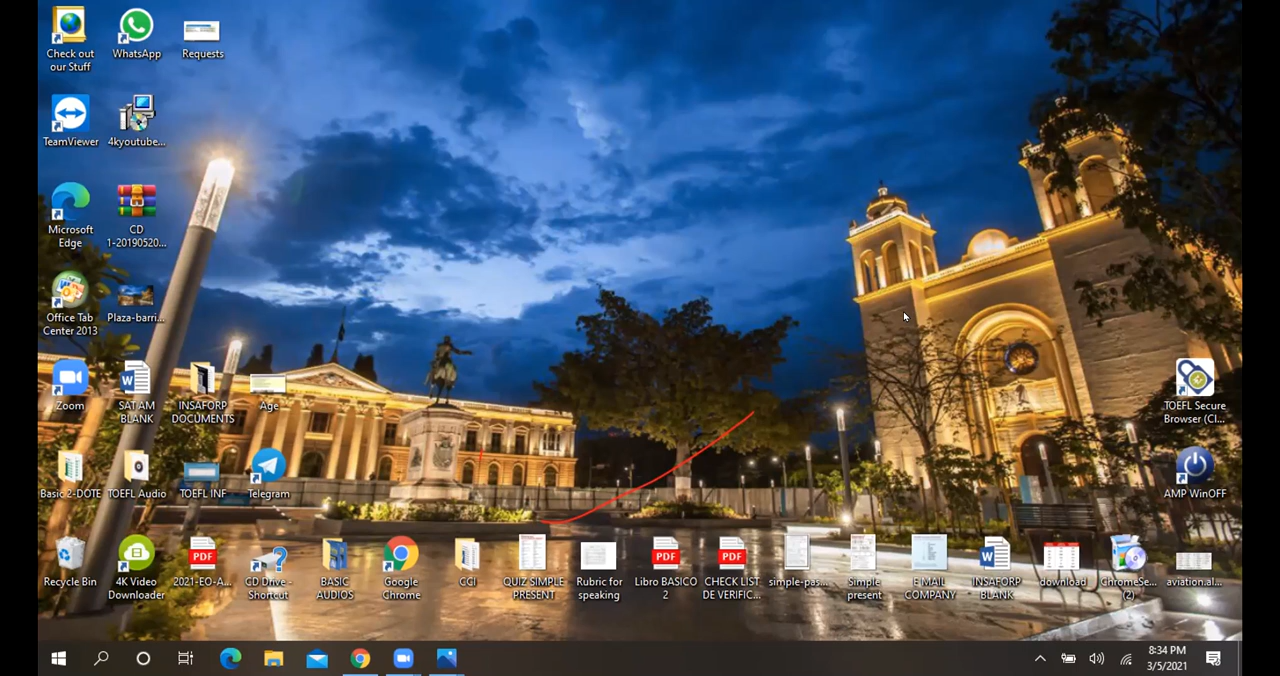 Check out
our Stuff
WhatsApp
Requests
TeamViewer
4kyoutube...
Microsoft
Edge
CD
1-20190520...
Office Tab
Center 2013
Plaza-barri...
Zoom
SAT AM
BLANK
INSAFORP
DOCUMENTS
Age
TOEFL Secure
Browser (Cl...
Basic 2-DOTE
TOEFL Audio
TOEFL INF
Telegram
AMP WinOFF
Recycle Bin
4K Video
Downloader
PDF
2021-EO-A...
CD Drive -
Shortcut
BASIC
AUDIOS
Google
Chrome
CCI
QUIZ SIMPLE
PRESENT
Rubric for
speaking
PDF
Libro BASICO
2
PDF
CHECK LIST
DE VERIFIC...
simple-pas...
Simple
present
E MAIL
COMPANY
INSAFORP
BLANK
download
ChromeSe...
(2)
aviation.al...
8:34 PM
3/5/2021